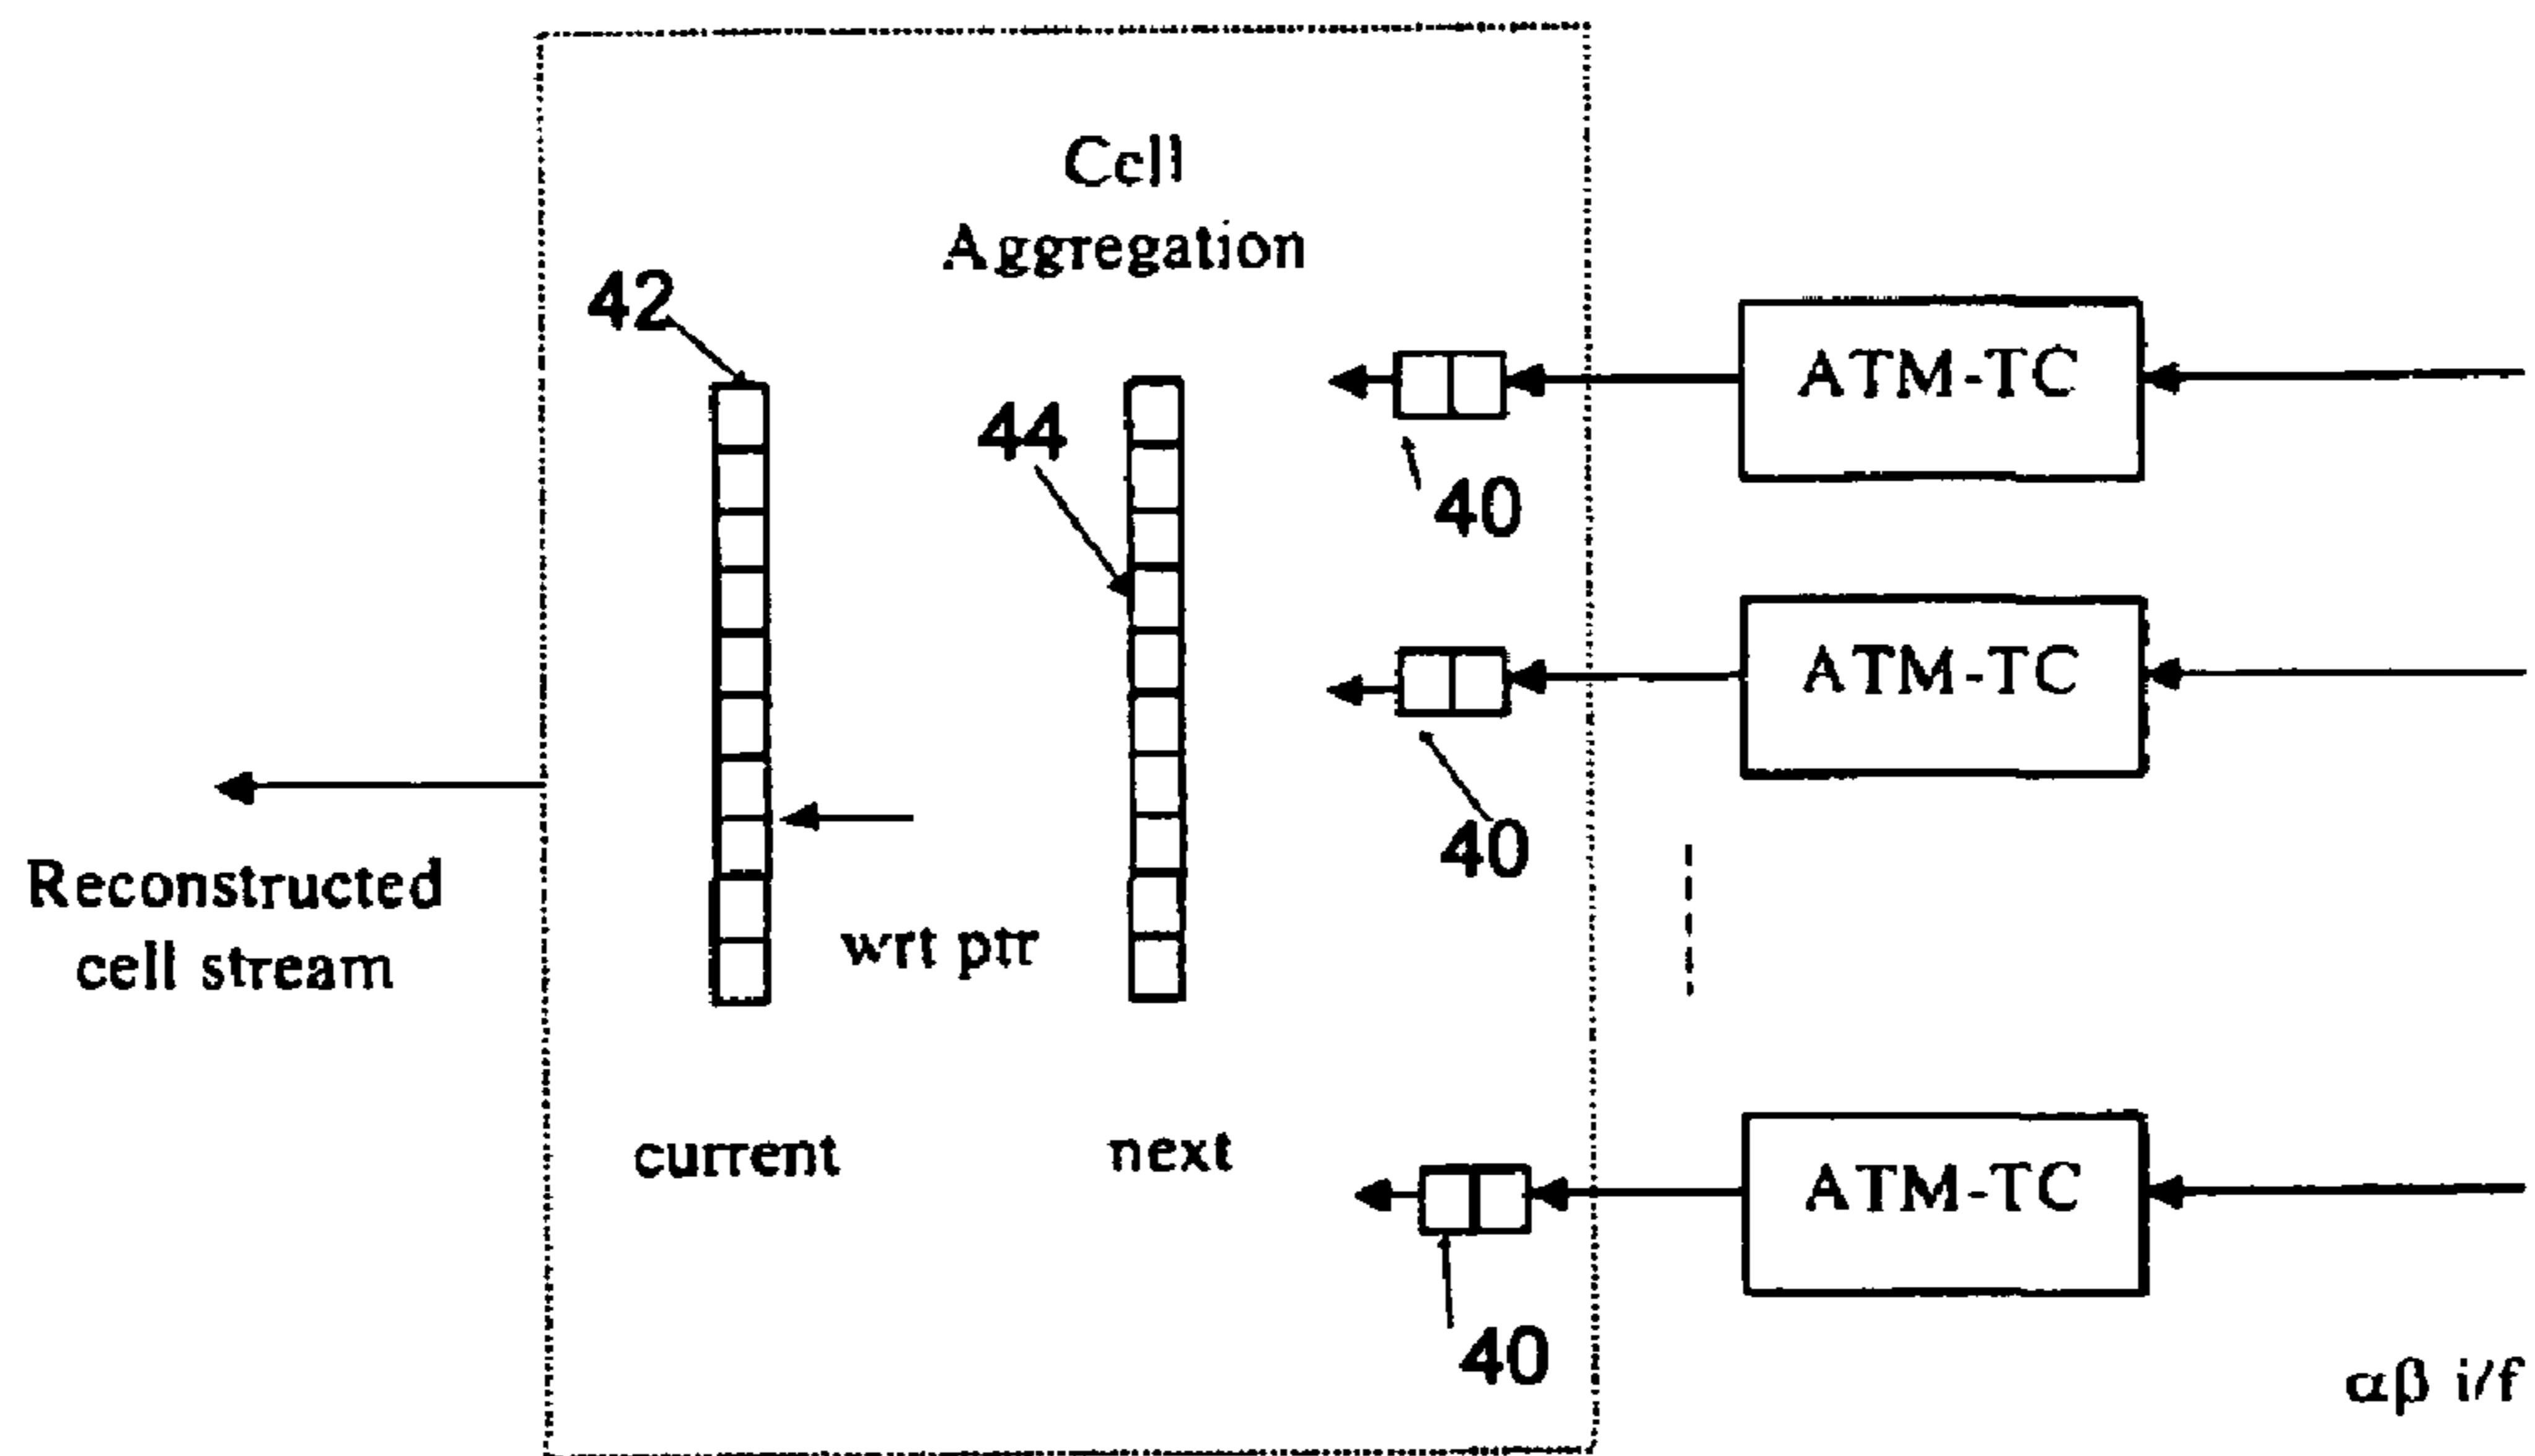 Cell
Aggregation
42
44
ATM-TC
40
ATM-TC
40
wrt ptr
Reconstructed
cell stream
current
next
ATM-TC
40
αβ i/f